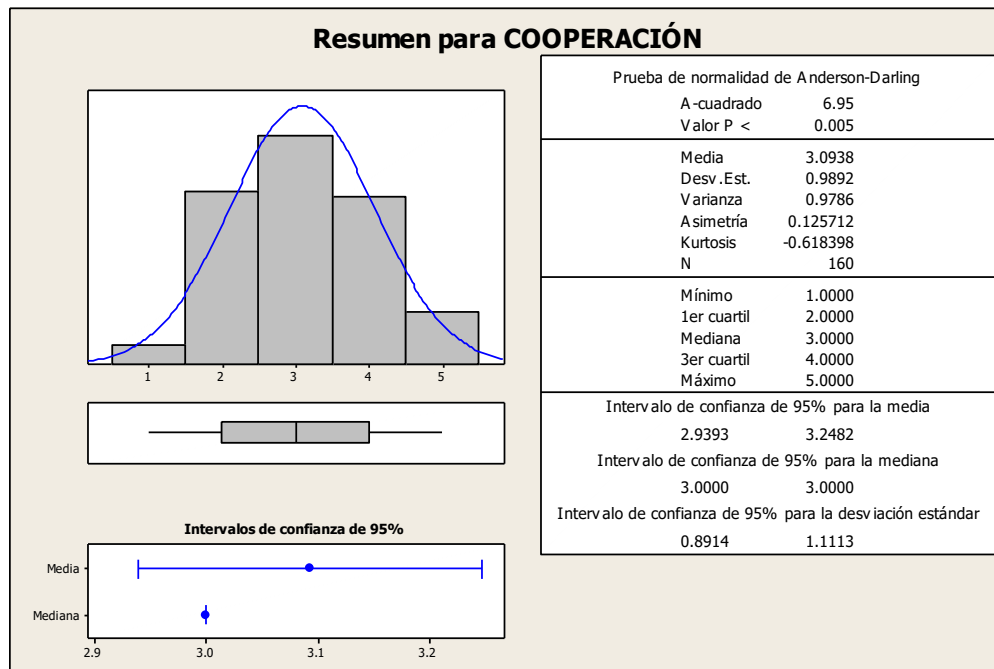 Resumen para COOPERACIÓN
1 2 3 4 5
Intervalos de confianza de 95%
Media
Mediana
2.9 3.0 3.1 3.2
Prueba de normalidad de Anderson-Darling
A-cuadrado 6.95
Valor P < 0.005
Media 3.0938
Desv.Est. 0.9892
Varianza 0.9786
Asimetría 0.125712
Kurtosis -0.618398
N 160
Mínimo 1.0000
1er cuartil 2.0000
Mediana 3.0000
3er cuartil 4.0000
Máximo 5.0000
Intervalo de confianza de 95% para la media
2.9393 3.2482
Intervalo de confianza de 95% para la mediana
3.0000 3.0000
Intervalo de confianza de 95% para la desviación estándar
0.8914 1.1113